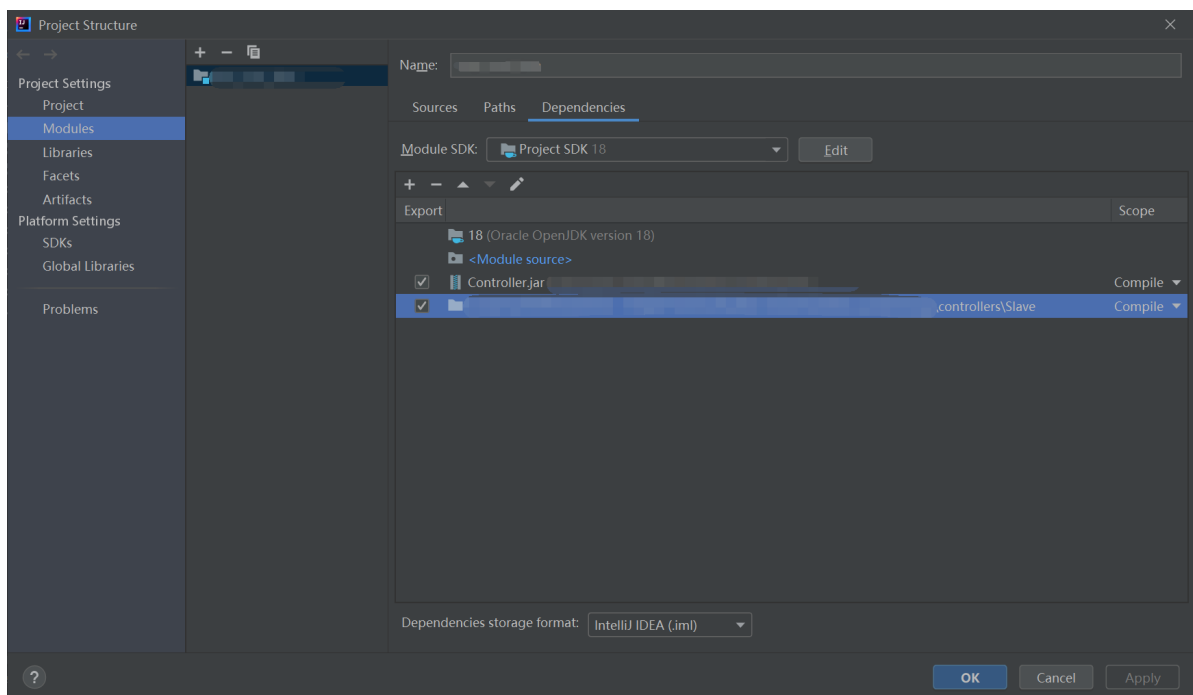 Project Structure
Project Settings
Project
Modules
Libraries
Facets
Artifacts
Platform Settings
SDKs
Global Libraries
Problems
Name:
Sources Paths Dependencies
Module SDK: Project SDK 18 Edit
Export Scope
18 (Oracle OpenJDK version 18)
<Module source>
Controller.jar Compile
controllers\Slave Compile
Dependencies storage format: IntelliJ IDEA (.iml)
? OK Cancel Apply